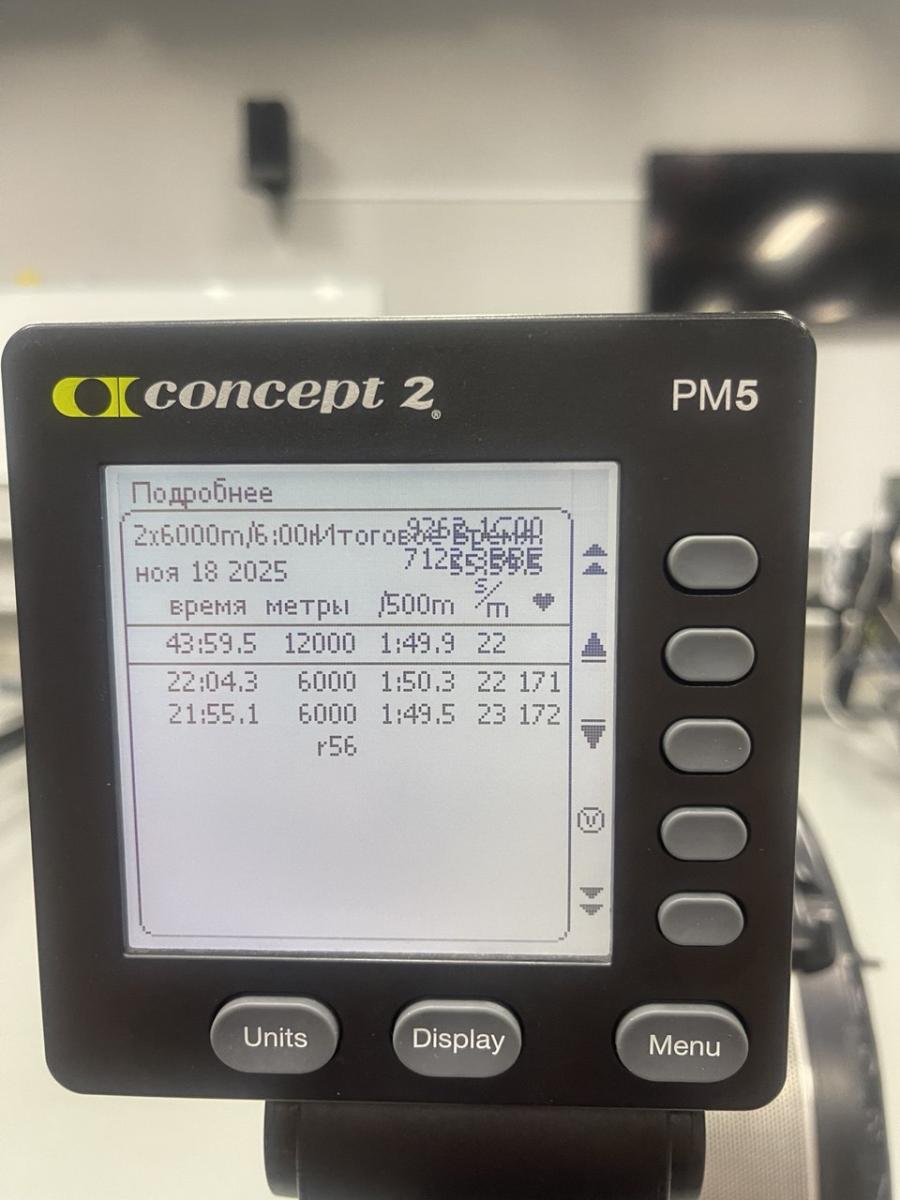 concept 2®
PM5
Подробнее
2x6000m/6:00r
ноя 18 2025
время метры /500m s/m ♥
43:59.5 12000 1:49.9 22
22:04.3 6000 1:50.3 22 171
21:55.1 6000 1:49.5 23 172
r56
Units Display Menu